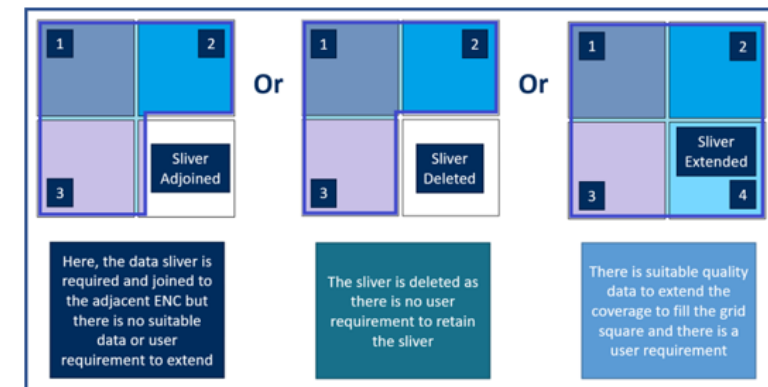 1
2
3
Sliver
Adjoined
Or
1
2
3
Sliver
Deleted
Or
1
2
3
Sliver
Extended
4
Here, the data sliver is
required and joined to
the adjacent ENC but
there is no suitable
data or user
requirement to extend
The sliver is deleted as
there is no user
requirement to retain
the sliver
There is suitable quality
data to extend the
coverage to fill the grid
square and there is a
user requirement